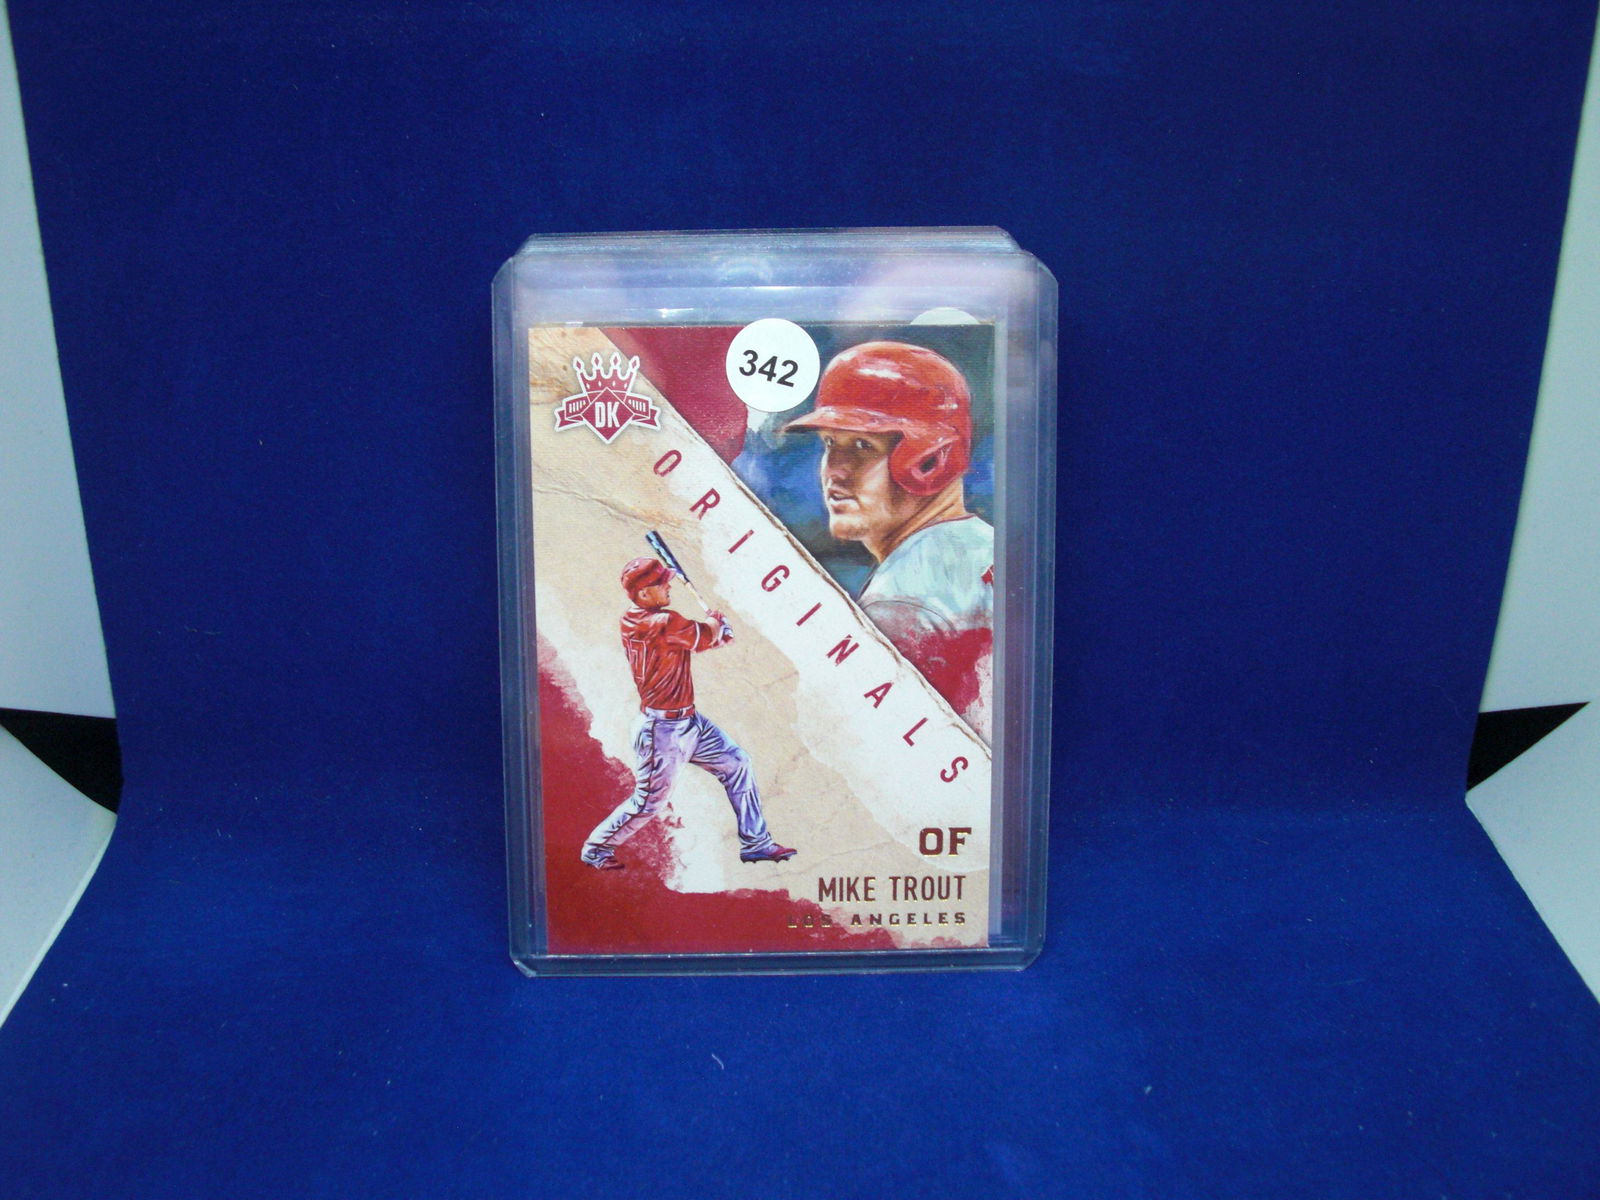 342
DK
ORIGINALS
OF
MIKE TROUT
LOS ANGELES